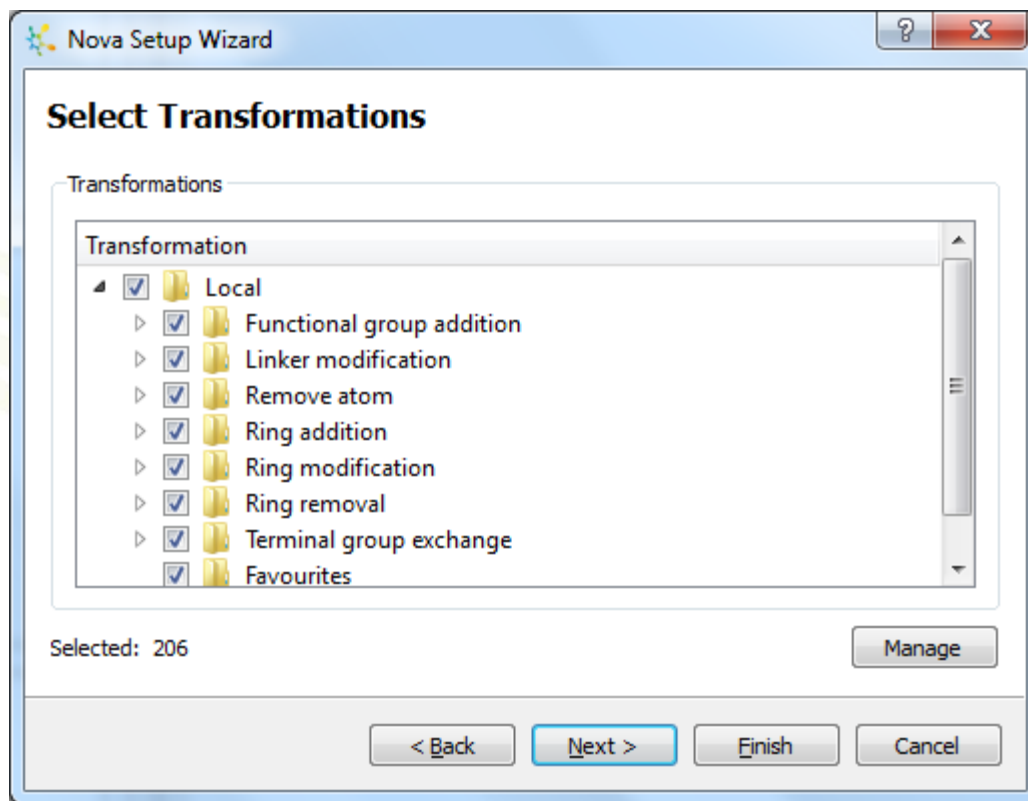 Nova Setup Wizard
Select Transformations
Transformations
Transformation
Local
Functional group addition
Linker modification
Remove atom
Ring addition
Ring modification
Ring removal
Terminal group exchange
Favourites
Selected: 206
Manage
< Back Next > Finish Cancel